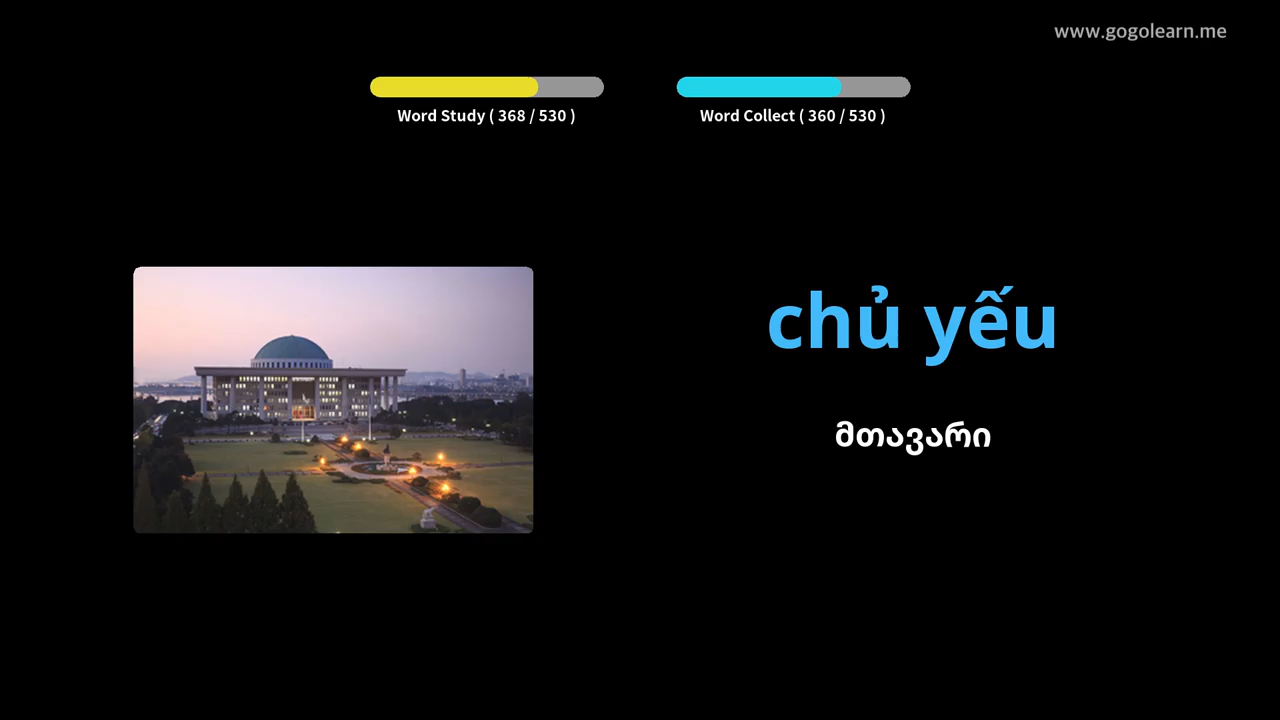 www.gogolearn.me
Word Study ( 368 / 530 )
Word Collect ( 360 / 530 )
chủ yếu
მთავარი